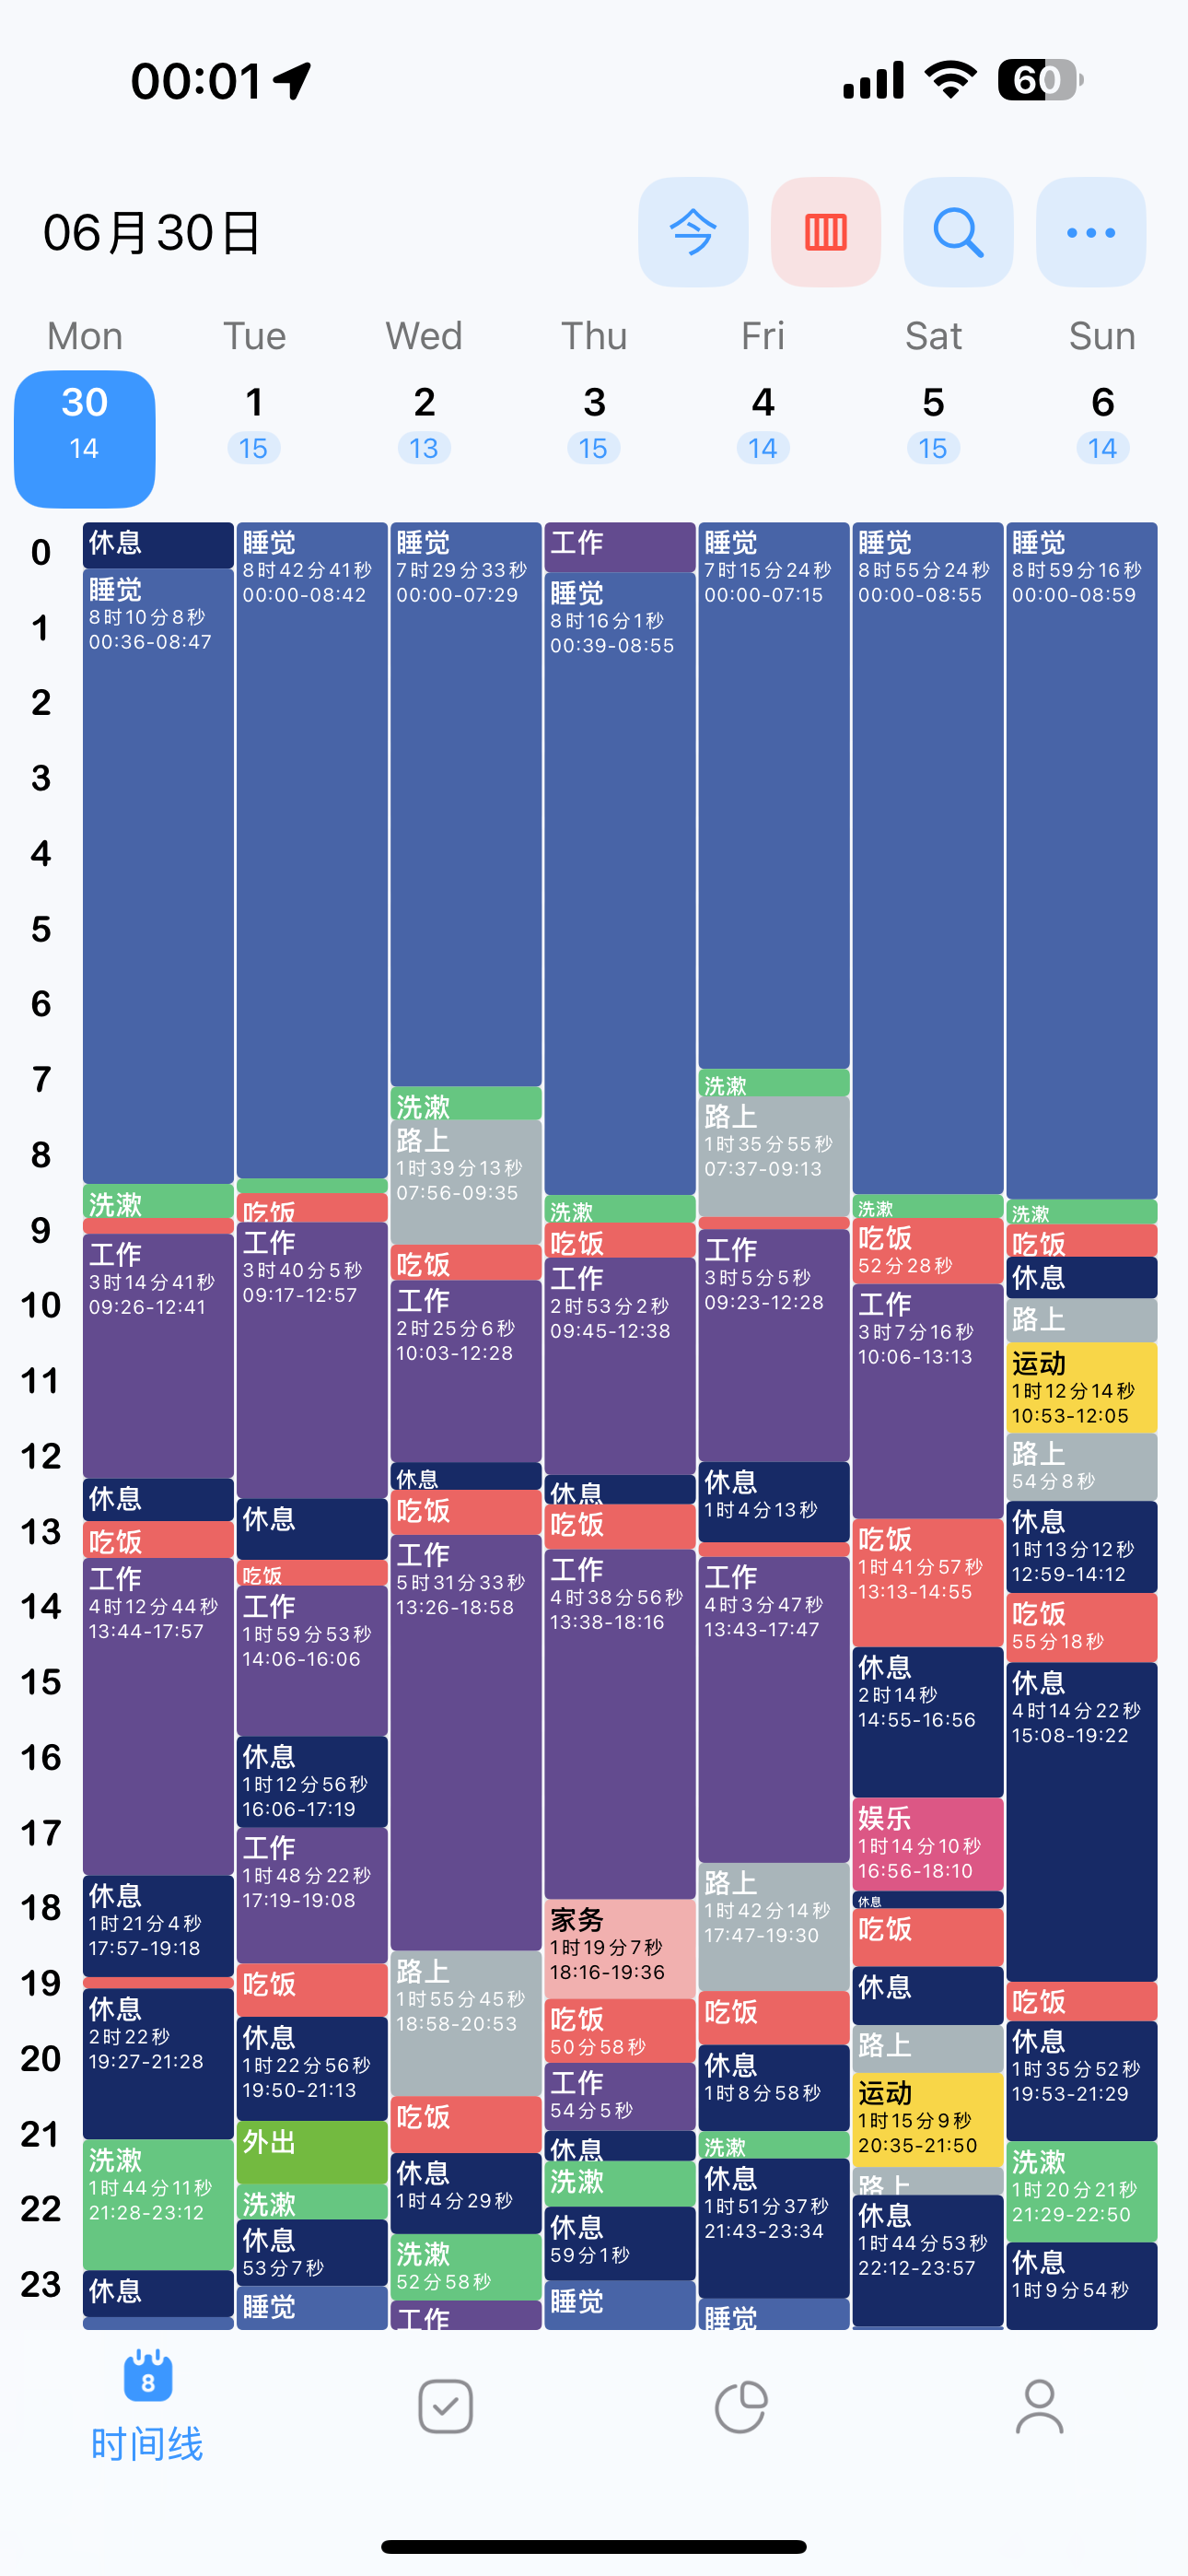 00:01
60
06月30日
今
Mon
Tue
Wed
Thu
Fri
Sat
Sun
30
1
2
3
4
5
6
14
15
13
15
14
15
14
0
1
2
3
4
5
6
7
8
9
10
11
12
13
14
15
16
17
18
19
20
21
22
23
休息
睡觉
8时10分8秒
00:36-08:47
洗漱
工作
3时14分41秒
09:26-12:41
休息
吃饭
工作
4时12分44秒
13:44-17:57
休息
1时21分4秒
17:57-19:18
休息
2时22秒
19:27-21:28
洗漱
1时44分11秒
21:28-23:12
休息
睡觉
8时42分41秒
00:00-08:42
吃饭
工作
3时40分5秒
09:17-12:57
休息
吃饭
工作
1时59分53秒
14:06-16:06
休息
1时12分56秒
16:06-17:19
工作
1时48分22秒
17:19-19:08
吃饭
休息
1时22分56秒
19:50-21:13
外出
洗漱
休息
53分7秒
睡觉
睡觉
7时29分33秒
00:00-07:29
洗漱
路上
1时39分13秒
07:56-09:35
吃饭
工作
2时25分6秒
10:03-12:28
休息
吃饭
工作
5时31分33秒
13:26-18:58
路上
1时55分45秒
18:58-20:53
吃饭
休息
1时4分29秒
洗漱
52分58秒
工作
工作
睡觉
8时16分1秒
00:39-08:55
洗漱
吃饭
工作
2时53分2秒
09:45-12:38
休息
吃饭
工作
4时38分56秒
13:38-18:16
家务
1时19分7秒
18:16-19:36
吃饭
50分58秒
工作
54分5秒
休息
洗漱
休息
59分1秒
睡觉
睡觉
7时15分24秒
00:00-07:15
洗漱
路上
1时35分55秒
07:37-09:13
工作
3时5分5秒
09:23-12:28
休息
1时4分13秒
工作
4时3分47秒
13:43-17:47
路上
1时42分14秒
17:47-19:30
吃饭
休息
1时8分58秒
洗漱
休息
1时51分37秒
21:43-23:34
睡觉
睡觉
8时55分24秒
00:00-08:55
洗漱
吃饭
52分28秒
工作
3时7分16秒
10:06-13:13
吃饭
1时41分57秒
13:13-14:55
休息
2时14秒
14:55-16:56
娱乐
1时14分10秒
16:56-18:10
休息
吃饭
休息
路上
运动
1时15分9秒
20:35-21:50
路上
休息
1时44分53秒
22:12-23:57
睡觉
8时59分16秒
00:00-08:59
洗漱
吃饭
休息
路上
运动
1时12分14秒
10:53-12:05
路上
54分8秒
休息
1时13分12秒
12:59-14:12
吃饭
55分18秒
休息
4时14分22秒
15:08-19:22
吃饭
休息
1时35分52秒
19:53-21:29
洗漱
1时20分21秒
21:29-22:50
休息
1时9分54秒
8
时间线